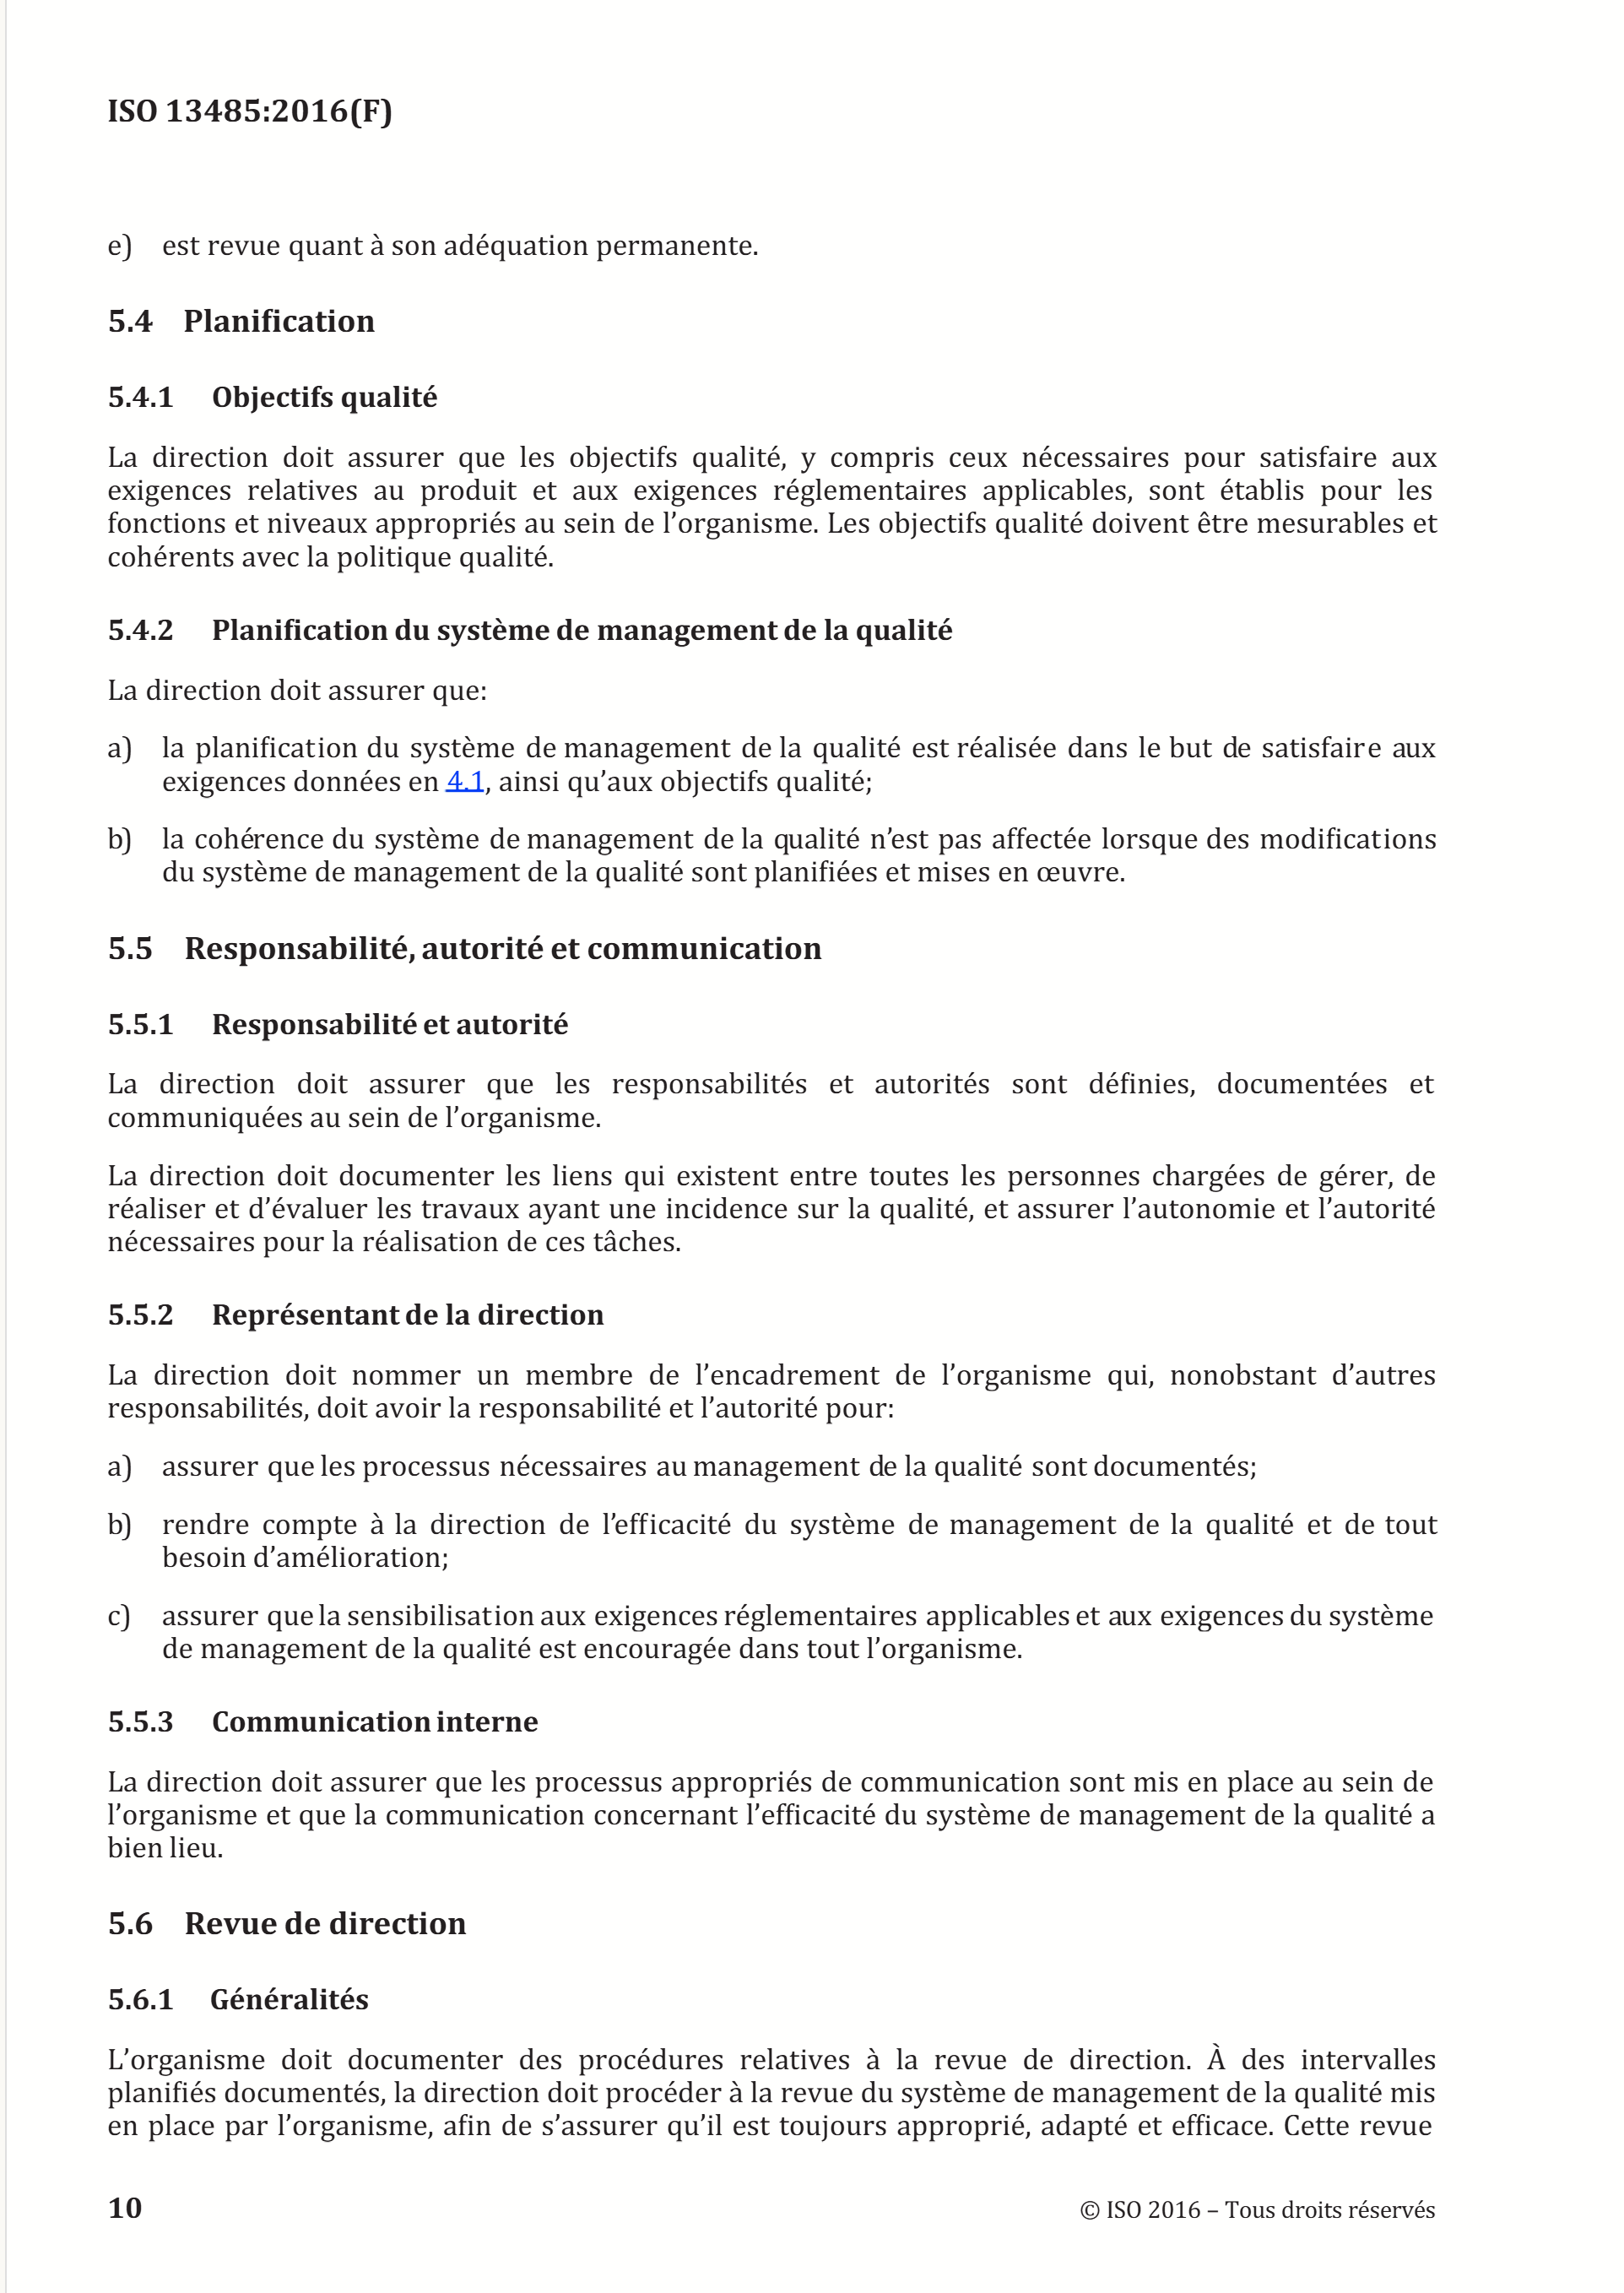 ISO 13485:2016(F)
e) est revue quant à son adéquation permanente.
5.4 Planification
5.4.1 Objectifs qualité
La direction doit assurer que les objectifs qualité, y compris ceux nécessaires pour satisfaire aux
exigences relatives au produit et aux exigences réglementaires applicables, sont établis pour les
fonctions et niveaux appropriés au sein de l’organisme. Les objectifs qualité doivent être mesurables et
cohérents avec la politique qualité.
5.4.2 Planification du système de management de la qualité
La direction doit assurer que:
a) la planification du système de management de la qualité est réalisée dans le but de satisfaire aux
exigences données en 4.1, ainsi qu’aux objectifs qualité;
b) la cohérence du système de management de la qualité n’est pas affectée lorsque des modifications
du système de management de la qualité sont planifiées et mises en œuvre.
5.5 Responsabilité, autorité et communication
5.5.1 Responsabilité et autorité
La direction doit assurer que les responsabilités et autorités sont définies, documentées et
communiquées au sein de l’organisme.
La direction doit documenter les liens qui existent entre toutes les personnes chargées de gérer, de
réaliser et d’évaluer les travaux ayant une incidence sur la qualité, et assurer l’autonomie et l’autorité
nécessaires pour la réalisation de ces tâches.
5.5.2 Représentant de la direction
La direction doit nommer un membre de l’encadrement de l’organisme qui, nonobstant d’autres
responsabilités, doit avoir la responsabilité et l’autorité pour:
a) assurer que les processus nécessaires au management de la qualité sont documentés;
b) rendre compte à la direction de l’efficacité du système de management de la qualité et de tout
besoin d’amélioration;
c) assurer que la sensibilisation aux exigences réglementaires applicables et aux exigences du système
de management de la qualité est encouragée dans tout l’organisme.
5.5.3 Communication interne
La direction doit assurer que les processus appropriés de communication sont mis en place au sein de
l’organisme et que la communication concernant l’efficacité du système de management de la qualité a
bien lieu.
5.6 Revue de direction
5.6.1 Généralités
L’organisme doit documenter des procédures relatives à la revue de direction. À des intervalles
planifiés documentés, la direction doit procéder à la revue du système de management de la qualité mis
en place par l’organisme, afin de s’assurer qu’il est toujours approprié, adapté et efficace. Cette revue
10 © ISO 2016 – Tous droits réservés